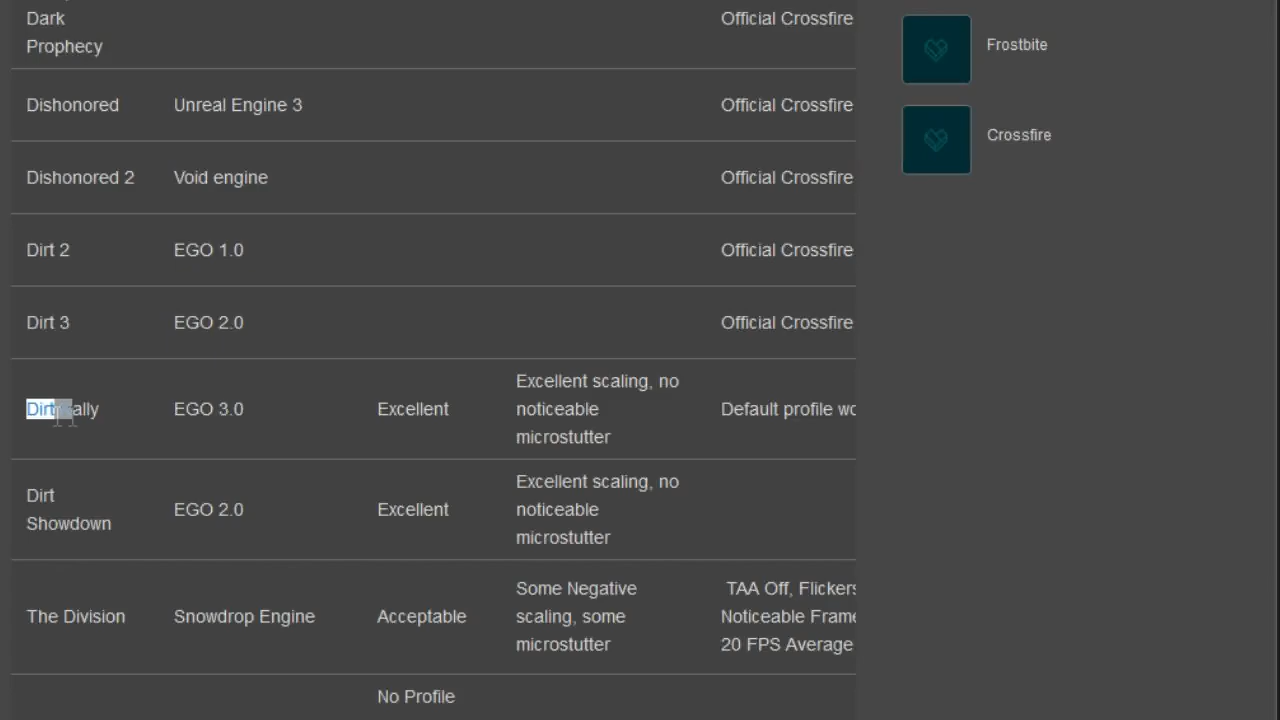 Dark
Prophecy
Official Crossfire
Dishonored
Unreal Engine 3
Official Crossfire
Dishonored 2
Void engine
Official Crossfire
Dirt 2
EGO 1.0
Official Crossfire
Dirt 3
EGO 2.0
Official Crossfire
Dirt Rally
EGO 3.0
Excellent
Excellent scaling, no
noticeable
microstutter
Default profile wo
Dirt
Showdown
EGO 2.0
Excellent
Excellent scaling, no
noticeable
microstutter
The Division
Snowdrop Engine
Acceptable
Some Negative
scaling, some
microstutter
TAA Off, Flickers
Noticeable Frame
20 FPS Average
No Profile
Frostbite
Crossfire